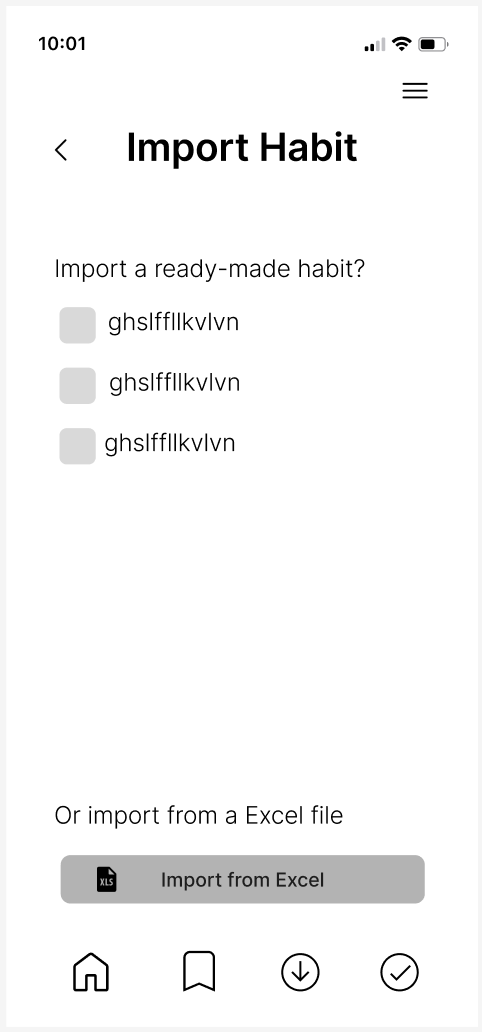 10:01
Import Habit
Import a ready-made habit?
ghslffllkvlvn
ghslffllkvlvn
ghslffllkvlvn
Or import from a Excel file
XLS
Import from Excel